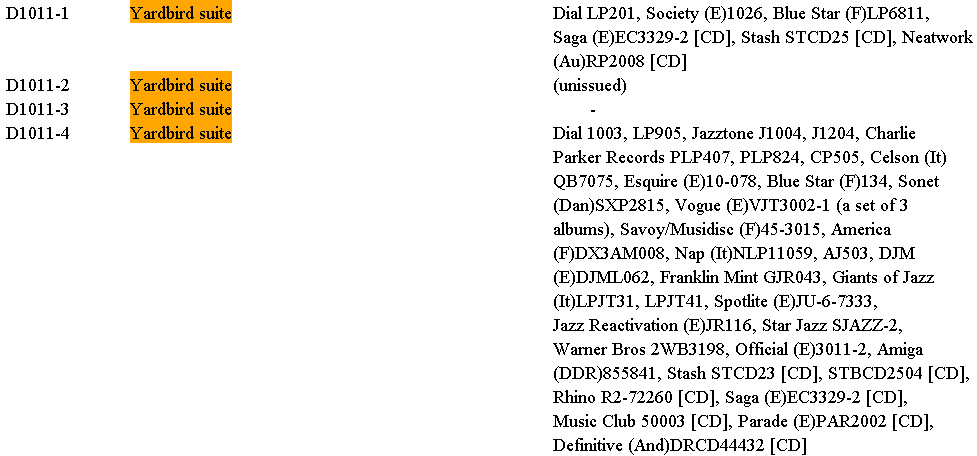 D1011-1 Yardbird suite Dial LP201, Society (E)1026, Blue Star (F)LP6811,
Saga (E)EC3329-2 [CD], Stash STCD25 [CD], Neatwork
(Au)RP2008 [CD]
D1011-2 Yardbird suite (unissued)
D1011-3 Yardbird suite -
D1011-4 Yardbird suite Dial 1003, LP905, Jazztone J1004, J1204, Charlie
Parker Records PLP407, PLP824, CP505, Celson (It)
QB7075, Esquire (E)10-078, Blue Star (F)134, Sonet
(Dan)SXP2815, Vogue (E)VJT3002-1 (a set of 3
albums), Savoy/Musidisc (F)45-3015, America
(F)DX3AM008, Nap (It)NLP11059, AJ503, DJM
(E)DJML062, Franklin Mint GJR043, Giants of Jazz
(It)LPJT31, LPJT41, Spotlite (E)JU-6-7333,
Jazz Reactivation (E)JR116, Star Jazz SJAZZ-2,
Warner Bros 2WB3198, Official (E)3011-2, Amiga
(DDR)855841, Stash STCD23 [CD], STBCD2504 [CD],
Rhino R2-72260 [CD], Saga (E)EC3329-2 [CD],
Music Club 50003 [CD], Parade (E)PAR2002 [CD],
Definitive (And)DRCD44432 [CD]